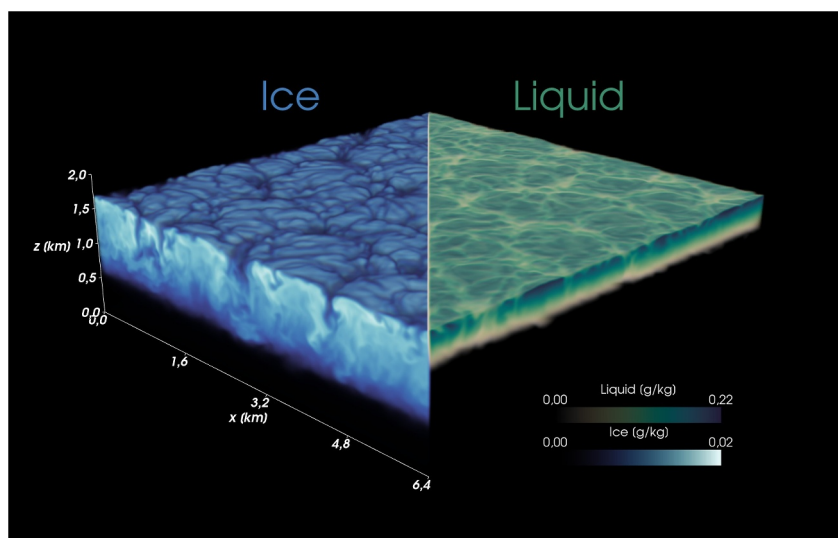 Ice
Liquid
2,0
1,5
z (km) 1,0
0,5
0,0
0,0
1,6
3,2
x (km)
4,8
6,4
Liquid (g/kg)
0,00 0,22
Ice (g/kg)
0,00 0,02